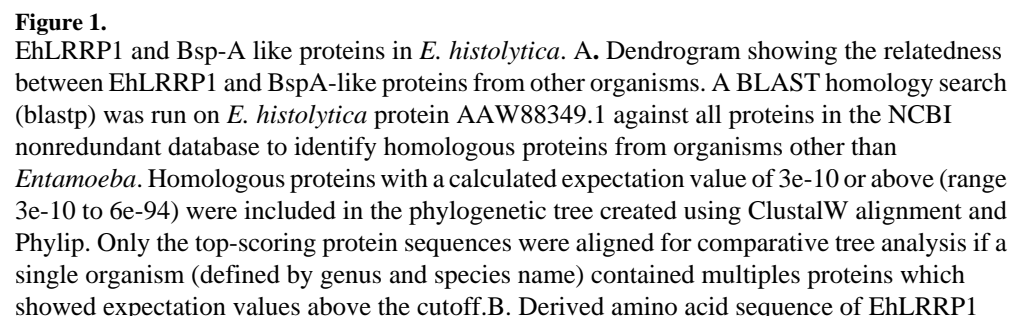 Figure 1.
EhLRRP1 and Bsp-A like proteins in E. histolytica. A. Dendrogram showing the relatedness
between EhLRRP1 and BspA-like proteins from other organisms. A BLAST homology search
(blastp) was run on E. histolytica protein AAW88349.1 against all proteins in the NCBI
nonredundant database to identify homologous proteins from organisms other than
Entamoeba. Homologous proteins with a calculated expectation value of 3e-10 or above (range
3e-10 to 6e-94) were included in the phylogenetic tree created using ClustalW alignment and
Phylip. Only the top-scoring protein sequences were aligned for comparative tree analysis if a
single organism (defined by genus and species name) contained multiples proteins which
showed expectation values above the cutoff.B. Derived amino acid sequence of EhLRRP1